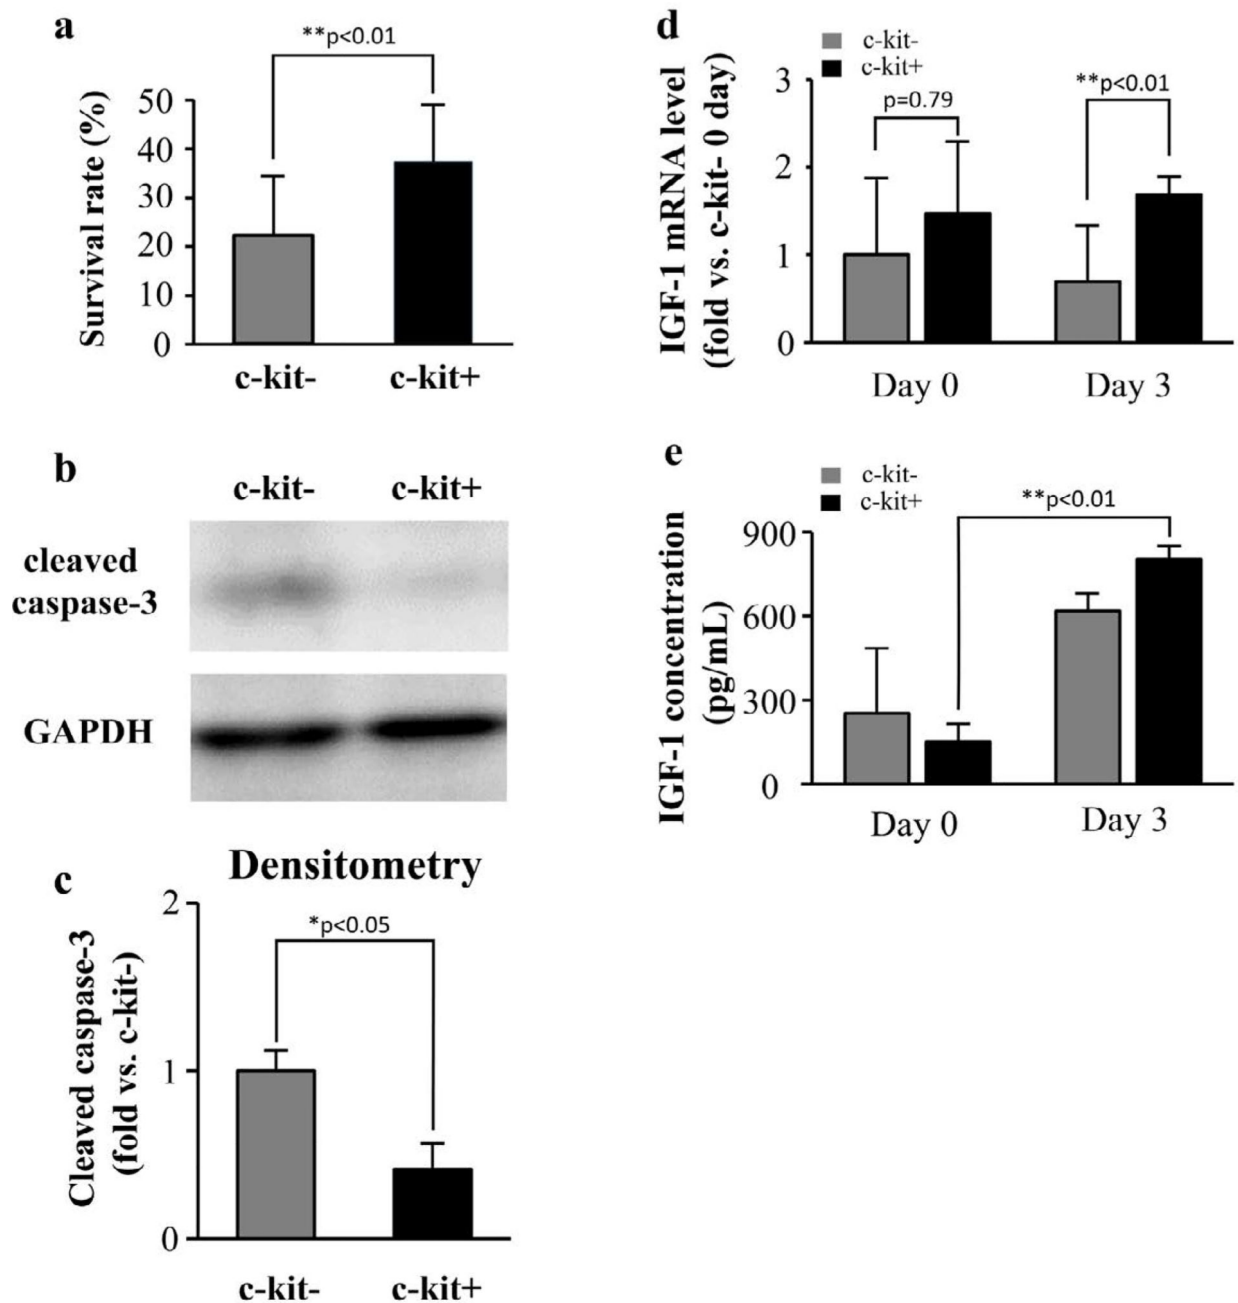 a
**p<0.01
Survival rate (%)
50
40
30
20
10
0
c-kit-
c-kit+
b
c-kit-
c-kit+
cleaved
caspase-3
GAPDH
c
Densitometry
*p<0.05
Cleaved caspase-3
(fold vs. c-kit-)
2
1
0
c-kit-
c-kit+
d
c-kit-
c-kit+
**p<0.01
p=0.79
IGF-1 mRNA level
(fold vs. c-kit- 0 day)
3
2
1
0
Day 0
Day 3
e
c-kit-
c-kit+
**p<0.01
IGF-1 concentration
(pg/mL)
900
600
300
0
Day 0
Day 3